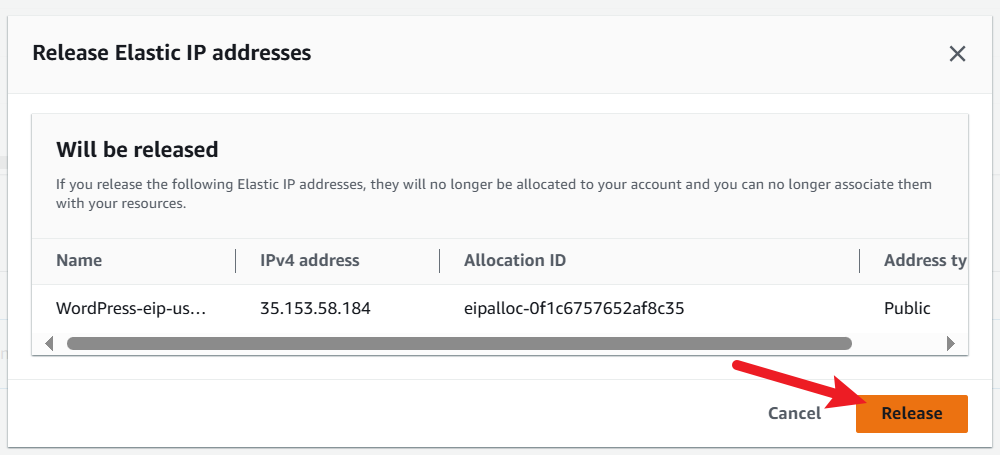 Release Elastic IP addresses
Will be released
If you release the following Elastic IP addresses, they will no longer be allocated to your account and you can no longer associate them
with your resources.
Name IPv4 address Allocation ID Address ty
WordPress-eip-us... 35.153.58.184 eipalloc-0f1c6757652af8c35 Public
Cancel Release